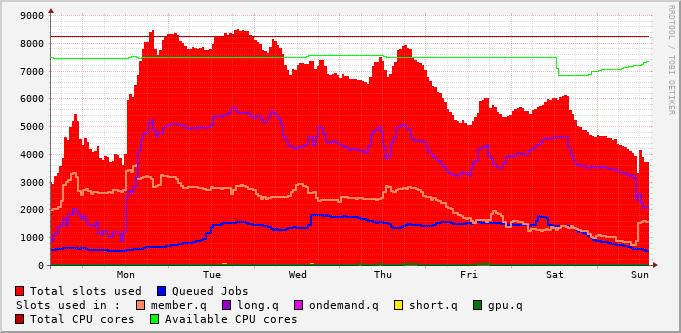 9000
8000
7000
6000
5000
4000
3000
2000
1000
0
Mon Tue Wed Thu Fri Sat Sun
RRDTOOL / TOBI OETIKER
Total slots used Queued Jobs
Slots used in : member.q long.q ondemand.q short.q gpu.q
Total CPU cores Available CPU cores